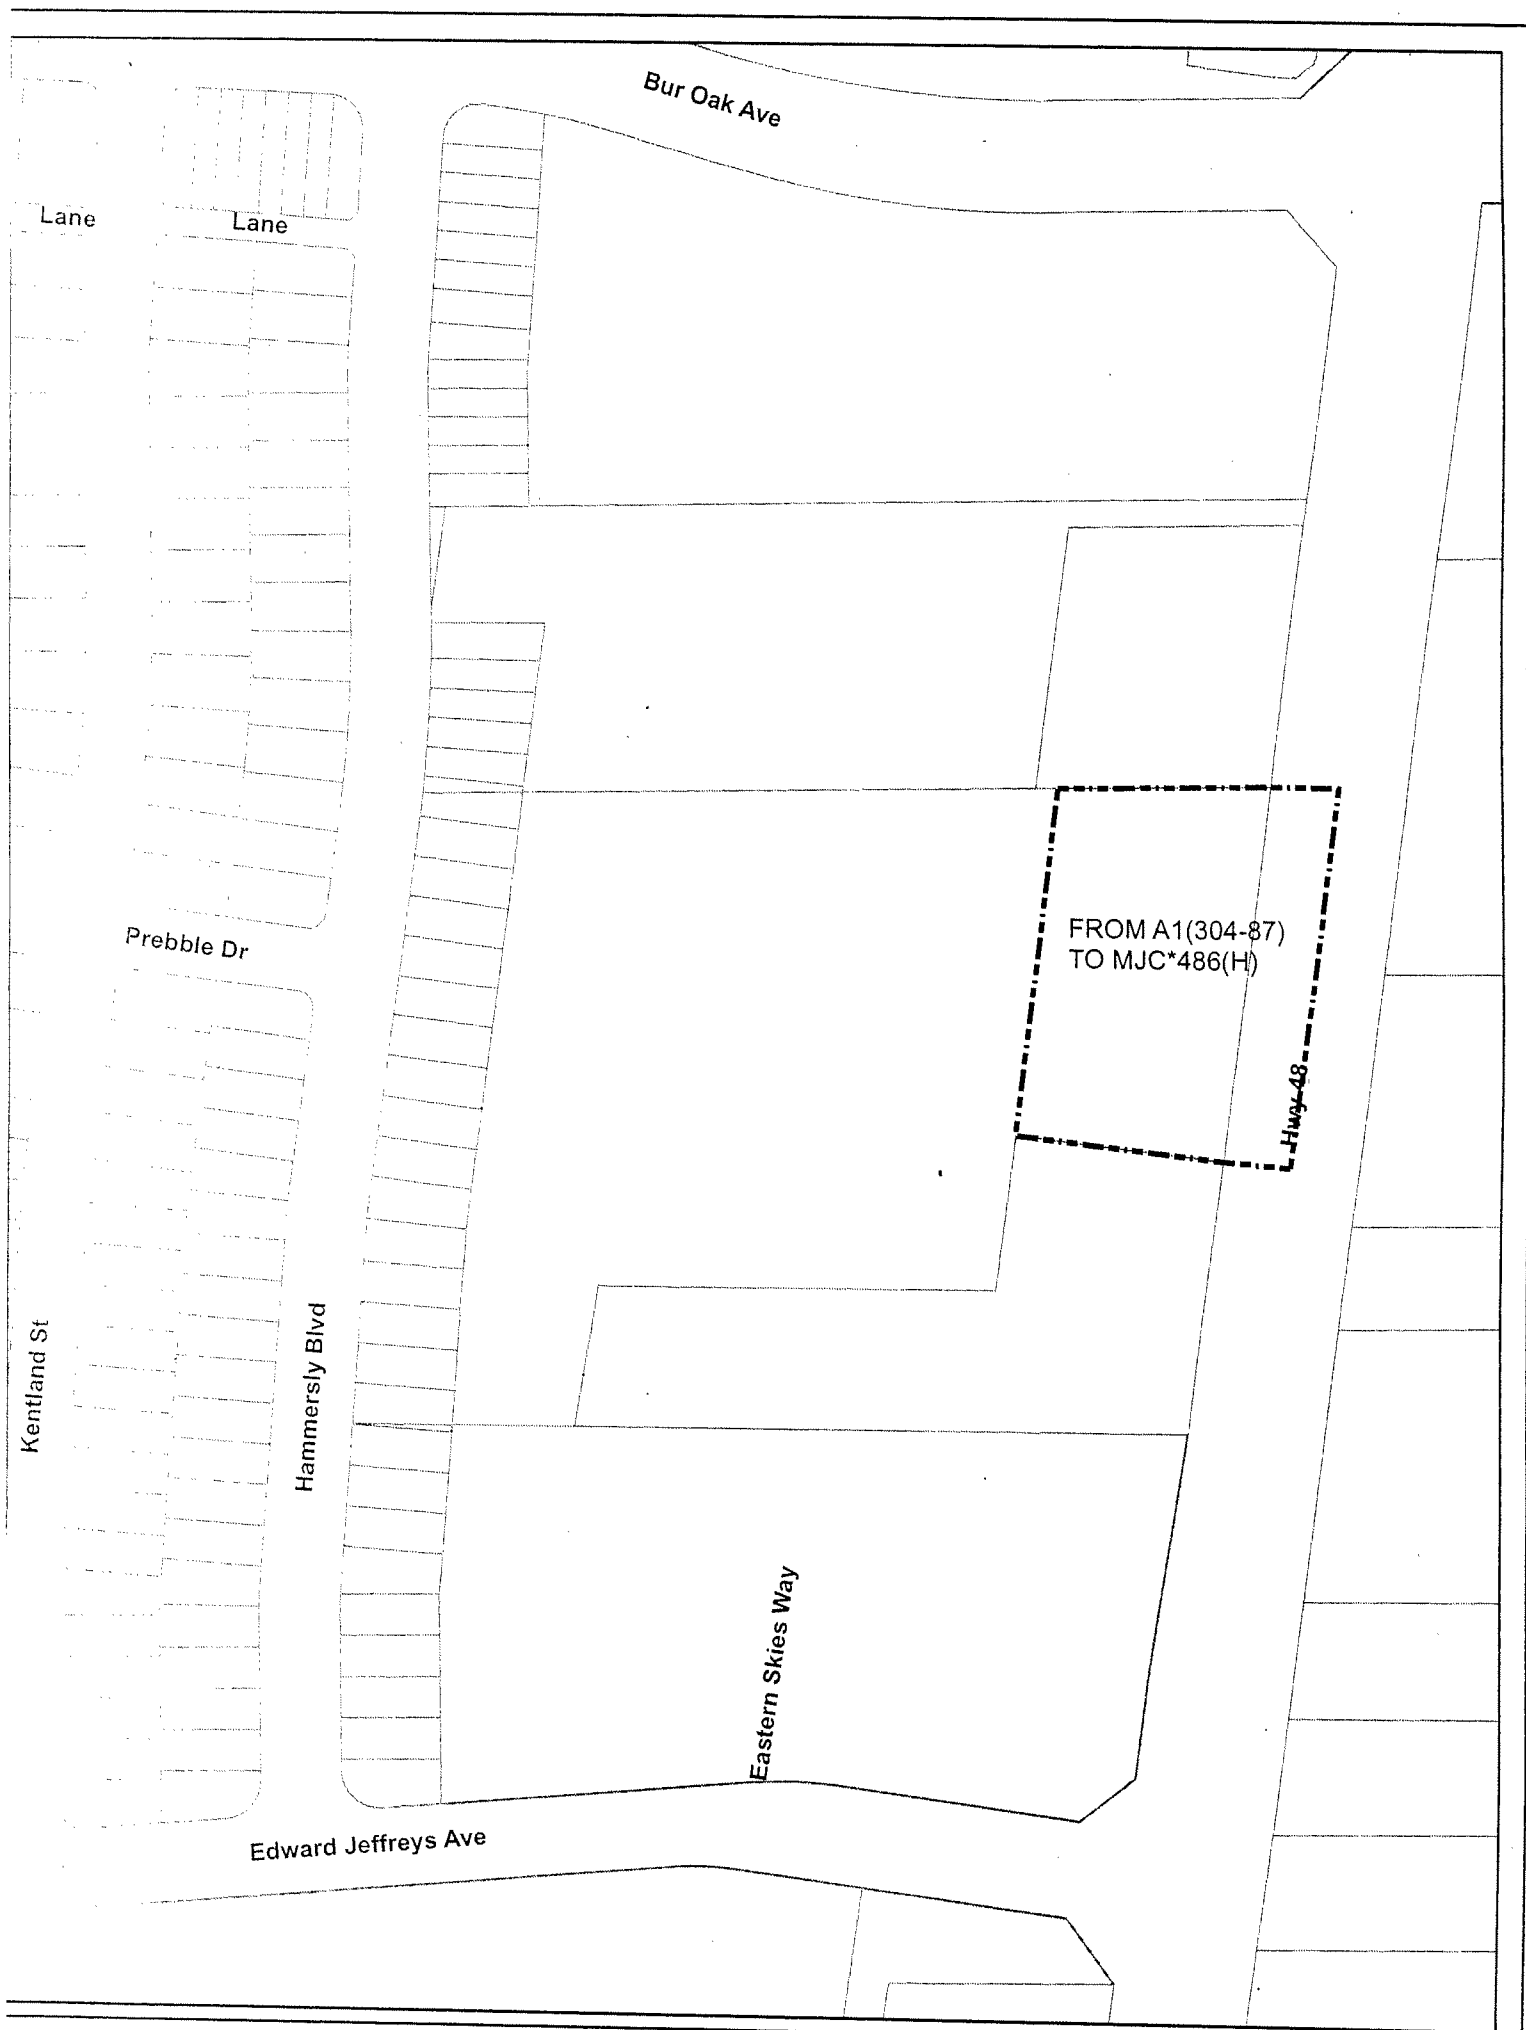 Bur Oak Ave
Lane
Lane
Prebble Dr
FROM A1(304-87)
TO MJC*486(H)
Hwy 48
Kentland St
Hammersly Blvd
Eastern Skies Way
Edward Jeffreys Ave